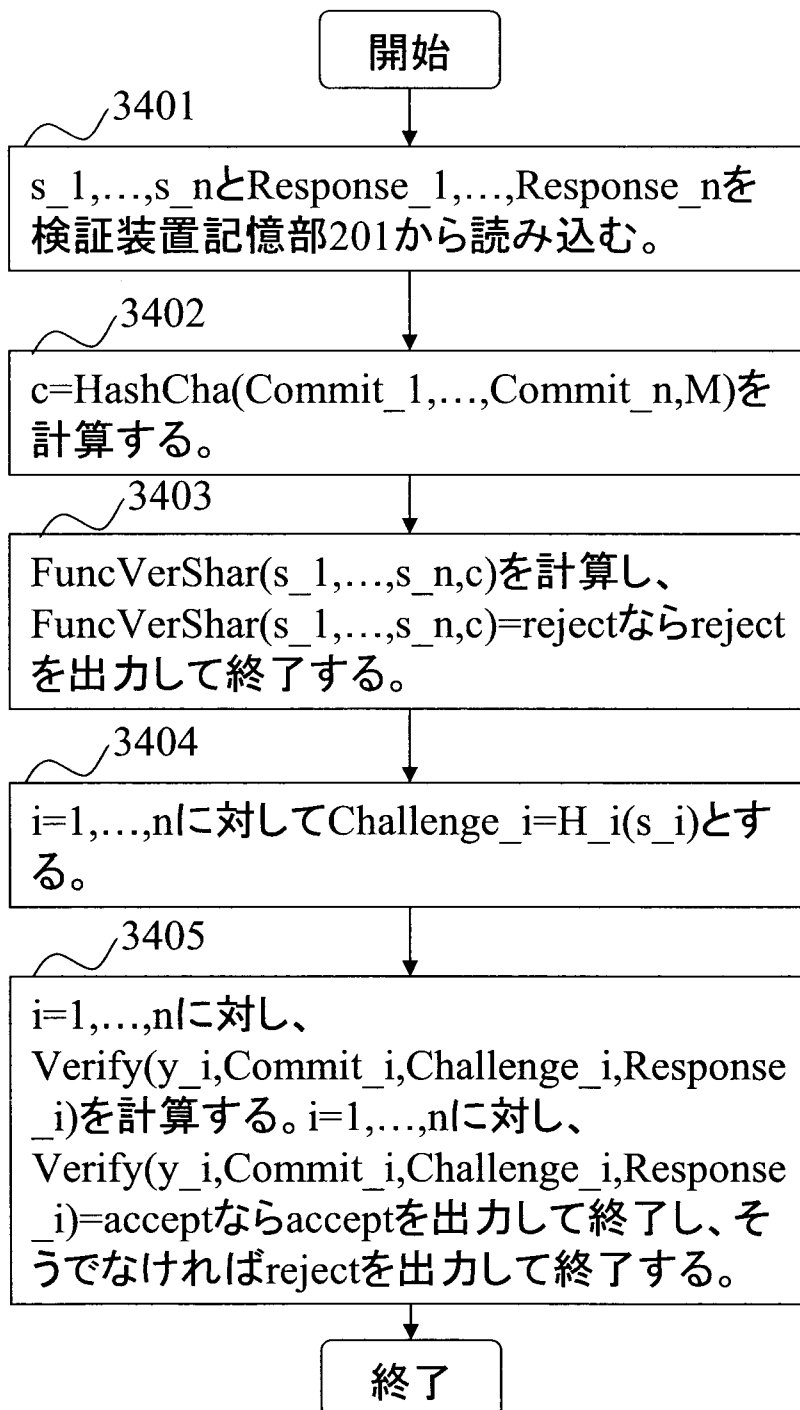 開始
3401
s_1,…,s_nとResponse_1,…,Response_nを
検証装置記憶部201から読み込む。
3402
c=HashCha(Commit_1,…,Commit_n,M)を
計算する。
3403
FuncVerShar(s_1,…,s_n,c)を計算し、
FuncVerShar(s_1,…,s_n,c)=rejectならreject
を出力して終了する。
3404
i=1,…,nに対してChallenge_i=H_i(s_i)とす
る。
3405
i=1,…,nに対し、
Verify(y_i,Commit_i,Challenge_i,Response
_i)を計算する。i=1,…,nに対し、
Verify(y_i,Commit_i,Challenge_i,Response
_i)=acceptならacceptを出力して終了し、そ
うでなければrejectを出力して終了する。
終了